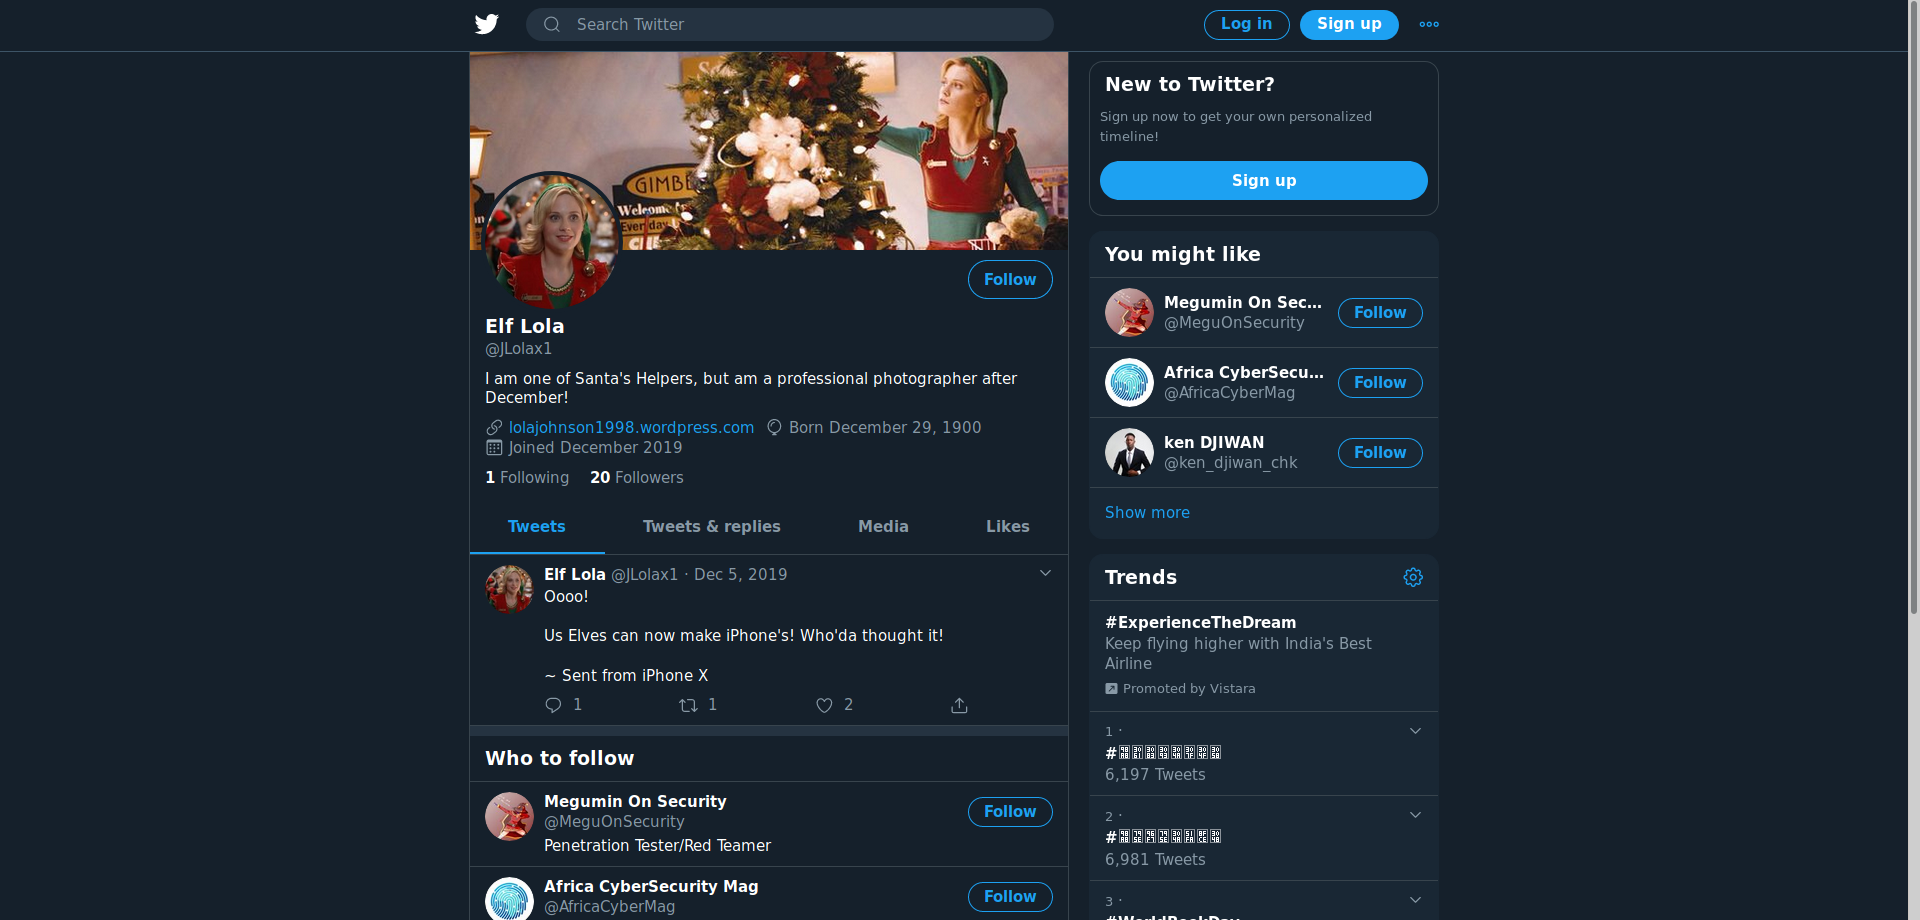 Search Twitter
Log in
Sign up
GIMBE
Welcome
Every day
Follow
Elf Lola
@JLolax1
I am one of Santa's Helpers, but am a professional photographer after
December!
lolajohnson1998.wordpress.com Born December 29, 1900
Joined December 2019
1 Following 20 Followers
Tweets Tweets & replies Media Likes
Elf Lola @JLolax1 · Dec 5, 2019
Oooo!
Us Elves can now make iPhone's! Who'da thought it!
~ Sent from iPhone X
1 1 2
Who to follow
Megumin On Security
@MeguOnSecurity
Follow
Penetration Tester/Red Teamer
Africa CyberSecurity Mag
@AfricaCyberMag
Follow
New to Twitter?
Sign up now to get your own personalized
timeline!
Sign up
You might like
Megumin On Sec...
@MeguOnSecurity
Follow
Africa CyberSecu...
@AfricaCyberMag
Follow
ken DJIWAN
@ken_djiwan_chk
Follow
Show more
Trends
#ExperienceTheDream
Keep flying higher with India's Best
Airline
Promoted by Vistara
1 ·
#
6,197 Tweets
2 ·
#
6,981 Tweets
3 ·
#WorldBookDay